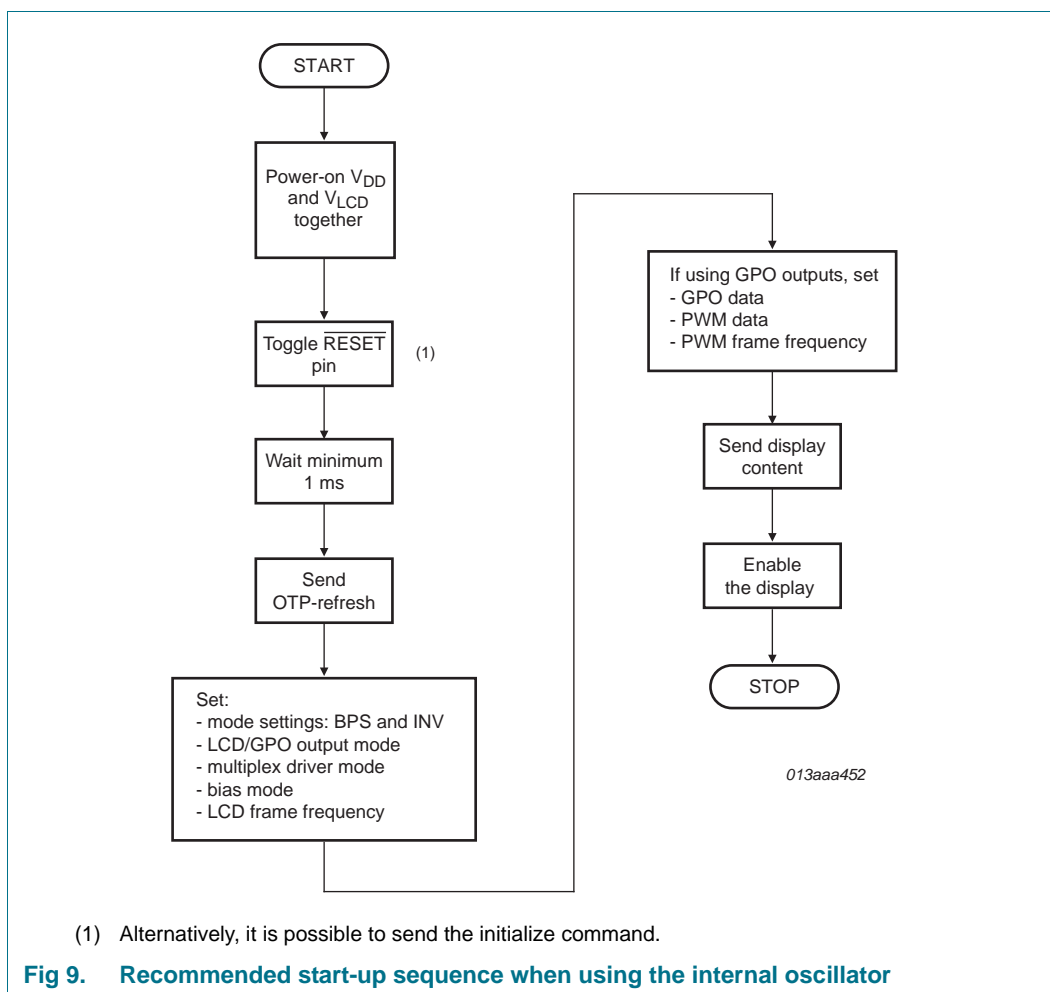 START
Power-on VDD
and VLCD
together
Toggle RESET
pin
(1)
Wait minimum
1 ms
Send
OTP-refresh
Set:
- mode settings: BPS and INV
- LCD/GPO output mode
- multiplex driver mode
- bias mode
- LCD frame frequency
If using GPO outputs, set
- GPO data
- PWM data
- PWM frame frequency
Send display
content
Enable
the display
STOP
013aaa452
(1) Alternatively, it is possible to send the initialize command.
Fig 9. Recommended start-up sequence when using the internal oscillator